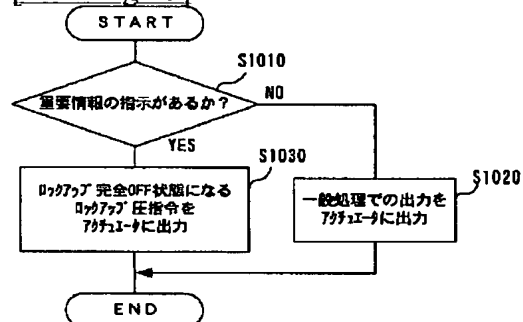 START
S1010
重要情報の指示があるか?
NO
YES
S1030
ロックアップ完全OFF状態になる
ロックアップ圧指令を
アクチュエータに出力
S1020
一般処理での出力を
アクチュエータに出力
END